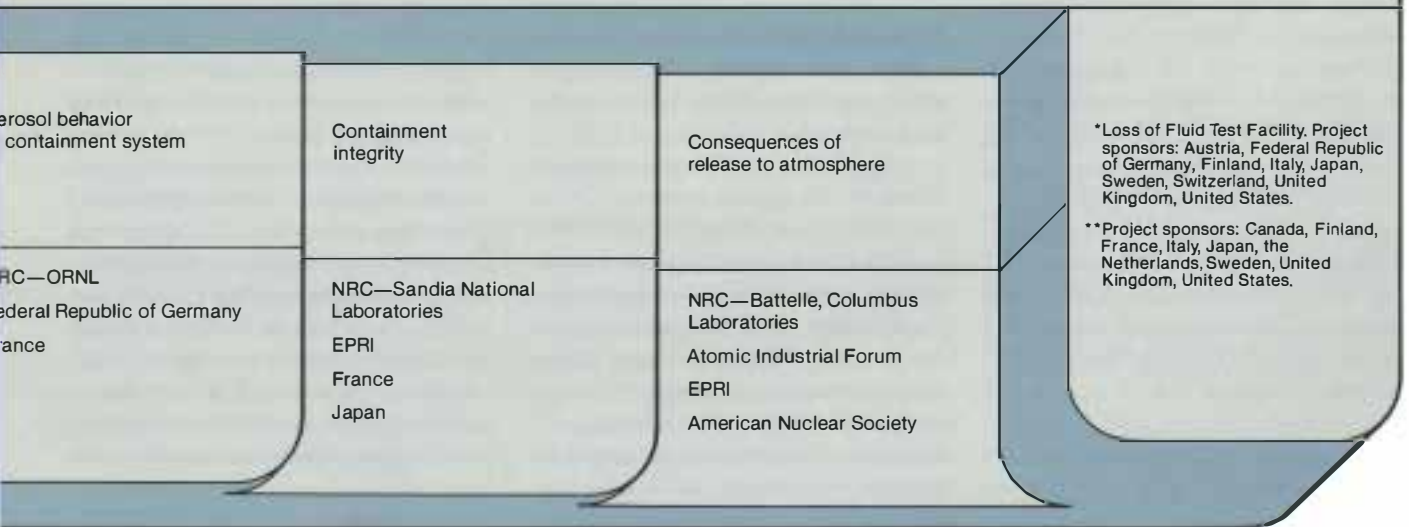 erosol behavior
containment system
RC—ORNL
ederal Republic of Germany
rance
Containment
integrity
NRC—Sandia National
Laboratories
EPRI
France
Japan
Consequences of
release to atmosphere
NRC—Battelle, Columbus
Laboratories
Atomic Industrial Forum
EPRI
American Nuclear Society
*Loss of Fluid Test Facility. Project
sponsors: Austria, Federal Republic
of Germany, Finland, Italy, Japan,
Sweden, Switzerland, United
Kingdom, United States.
**Project sponsors: Canada, Finland,
France, Italy, Japan, the
Netherlands, Sweden, United
Kingdom, United States.